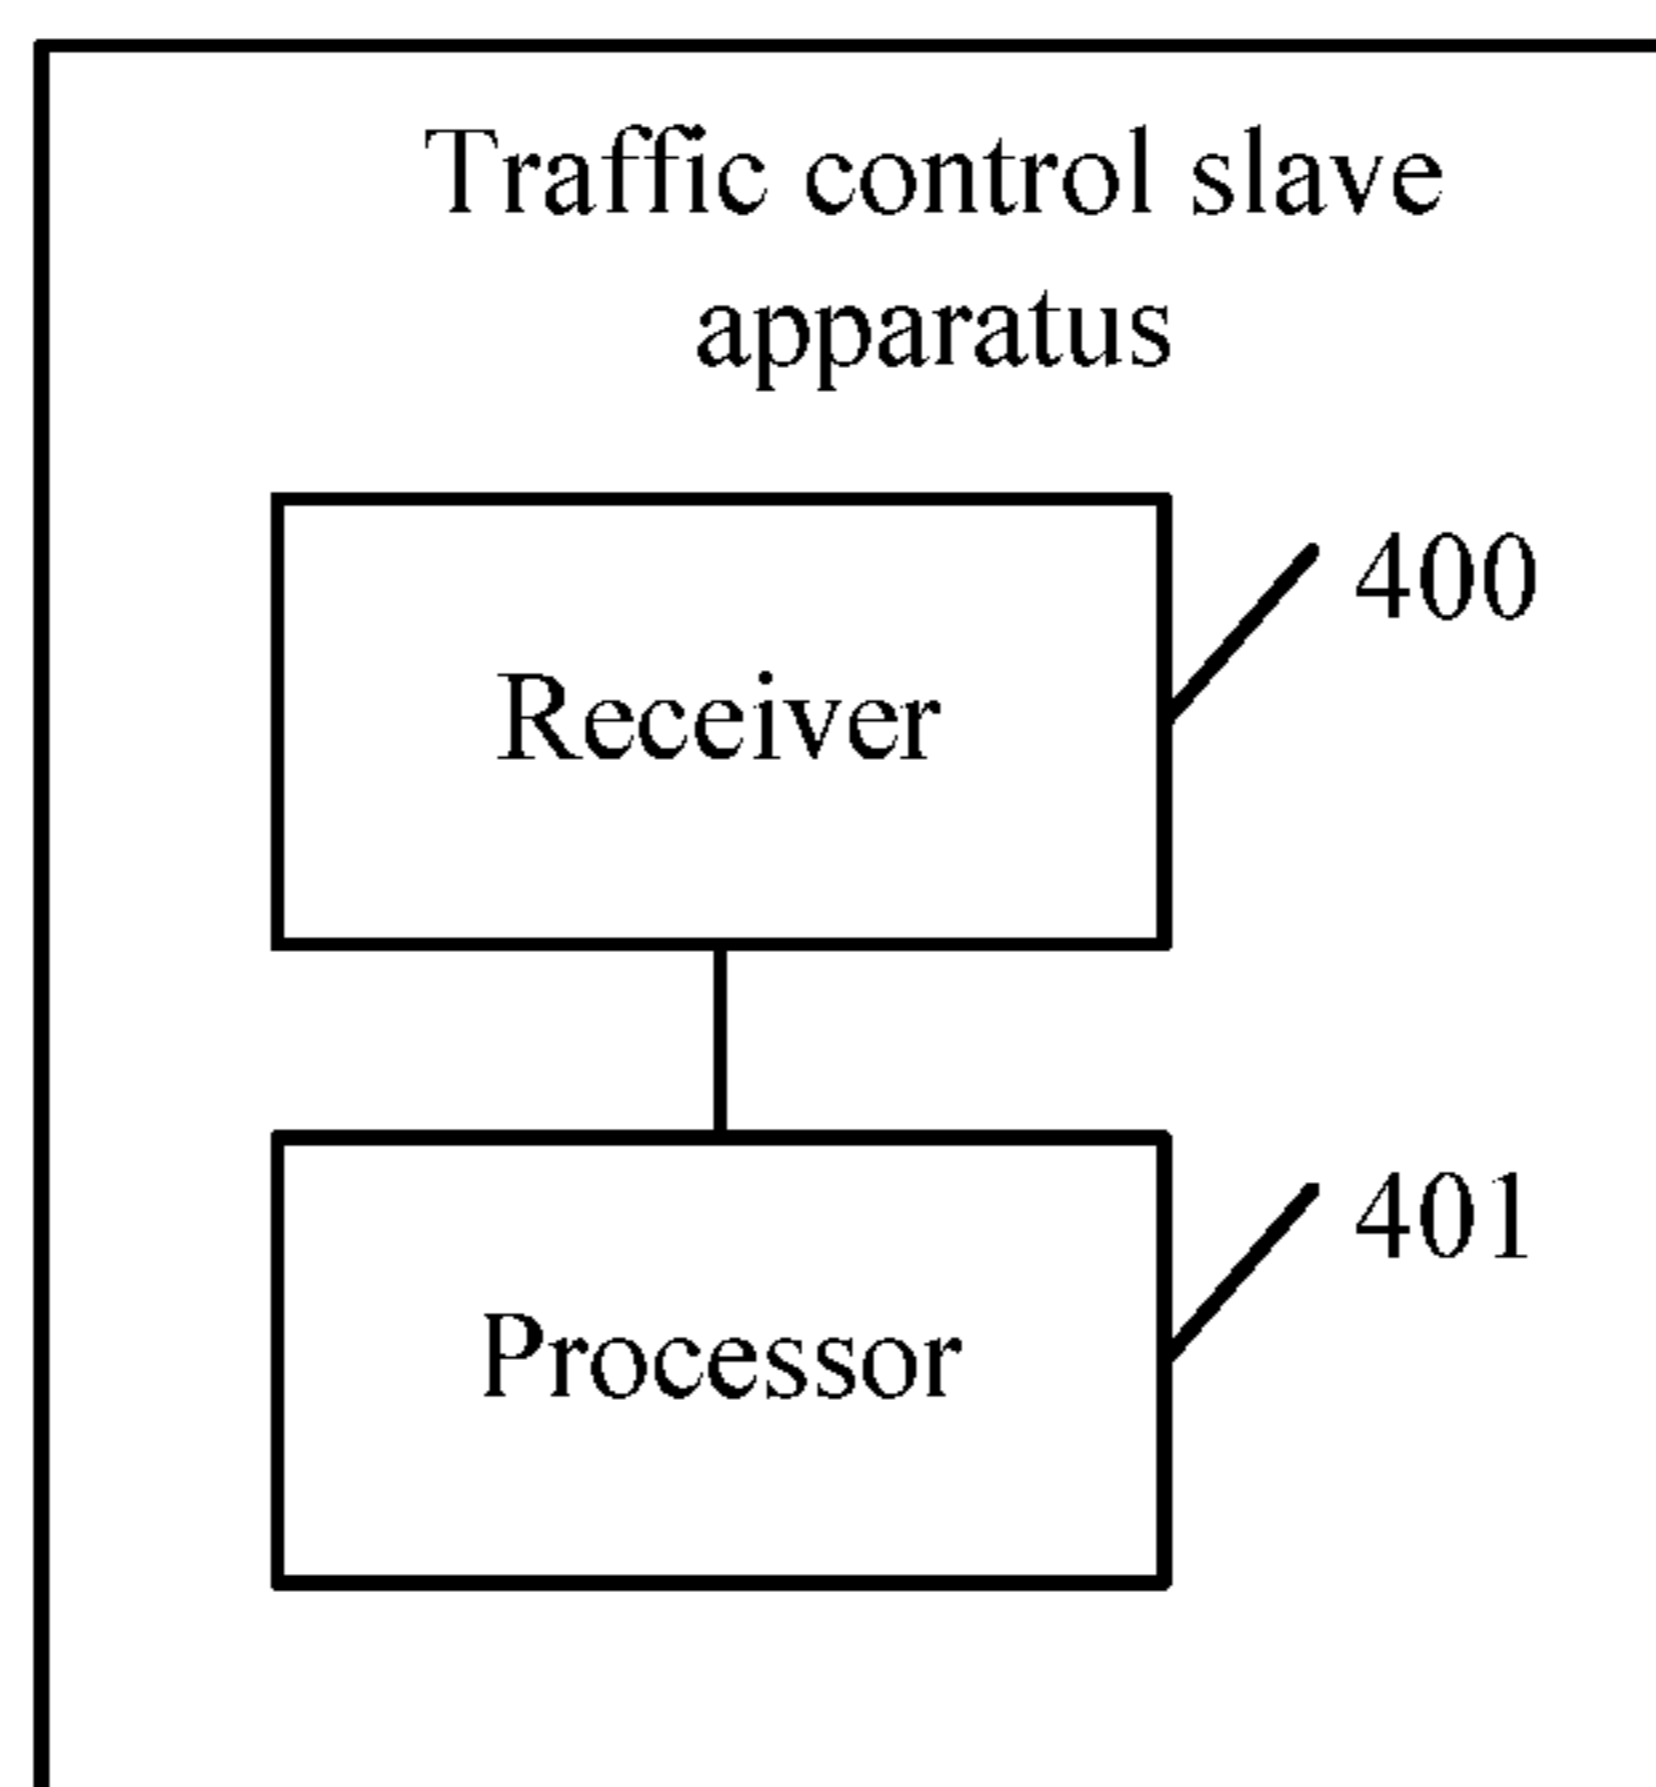 Traffic control slave
apparatus
400
Receiver
401
Processor